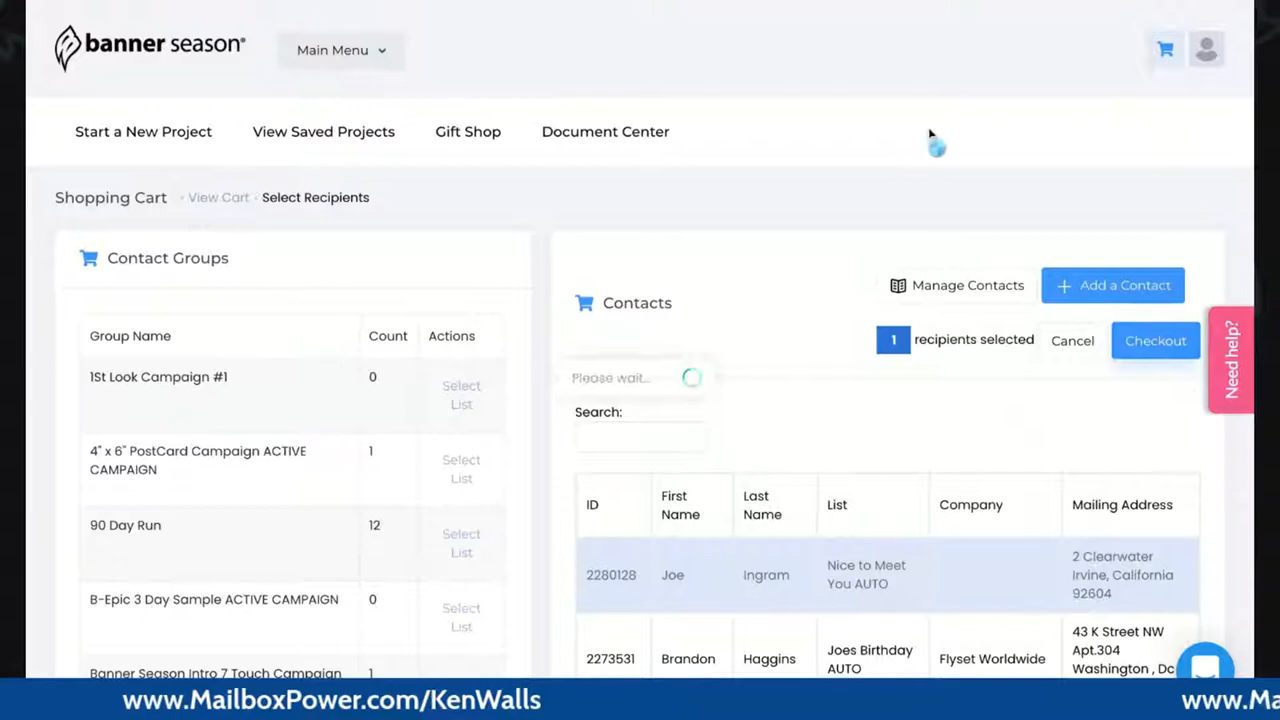 banner season®
Main Menu
Start a New Project
View Saved Projects
Gift Shop
Document Center
Shopping Cart
View Cart
Select Recipients
Contact Groups
Group Name
Count
Actions
1St Look Campaign #1
0
Select
List
4" x 6" PostCard Campaign ACTIVE
CAMPAIGN
1
Select
List
90 Day Run
12
Select
List
B-Epic 3 Day Sample ACTIVE CAMPAIGN
0
Select
List
Banner Season Intro 7 Touch Campaign
1
Manage Contacts
+ Add a Contact
Contacts
1 recipients selected
Cancel
Checkout
Need help?
Please wait...
Search:
ID
First
Name
Last
Name
List
Company
Mailing Address
2280128
Joe
Ingram
Nice to Meet
You AUTO
2 Clearwater
Irvine, California
92604
2273531
Brandon
Haggins
Joes Birthday
AUTO
Flyset Worldwide
43 K Street NW
Apt.304
Washington , Dc
www.MailboxPower.com/KenWalls
www.Ma